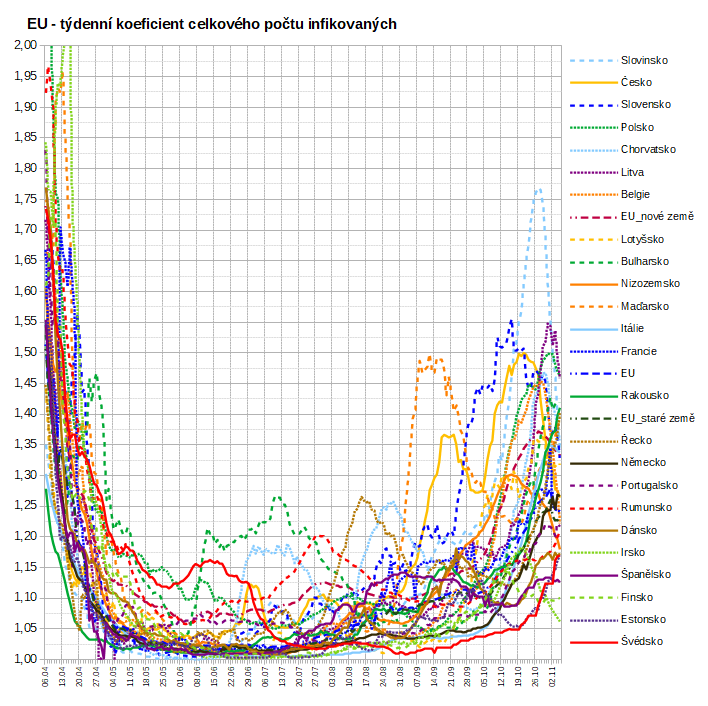 EU - týdenní koeficient celkového počtu infikovaných
2,00
1,95
1,90
1,85
1,80
1,75
1,70
1,65
1,60
1,55
1,50
1,45
1,40
1,35
1,30
1,25
1,20
1,15
1,10
1,05
1,00
06.04
13.04
20.04
27.04
04.05
11.05
18.05
25.05
01.06
08.06
15.06
22.06
29.06
06.07
13.07
20.07
27.07
03.08
10.08
17.08
24.08
31.08
07.09
14.09
21.09
28.09
05.10
12.10
19.10
26.10
02.11
Slovinsko
Česko
Slovensko
Polsko
Chorvatsko
Litva
Belgie
EU_nové země
Lotyšsko
Bulharsko
Nizozemsko
Maďarsko
Itálie
Francie
EU
Rakousko
EU_staré země
Řecko
Německo
Portugalsko
Rumunsko
Dánsko
Irsko
Španělsko
Finsko
Estonsko
Švédsko